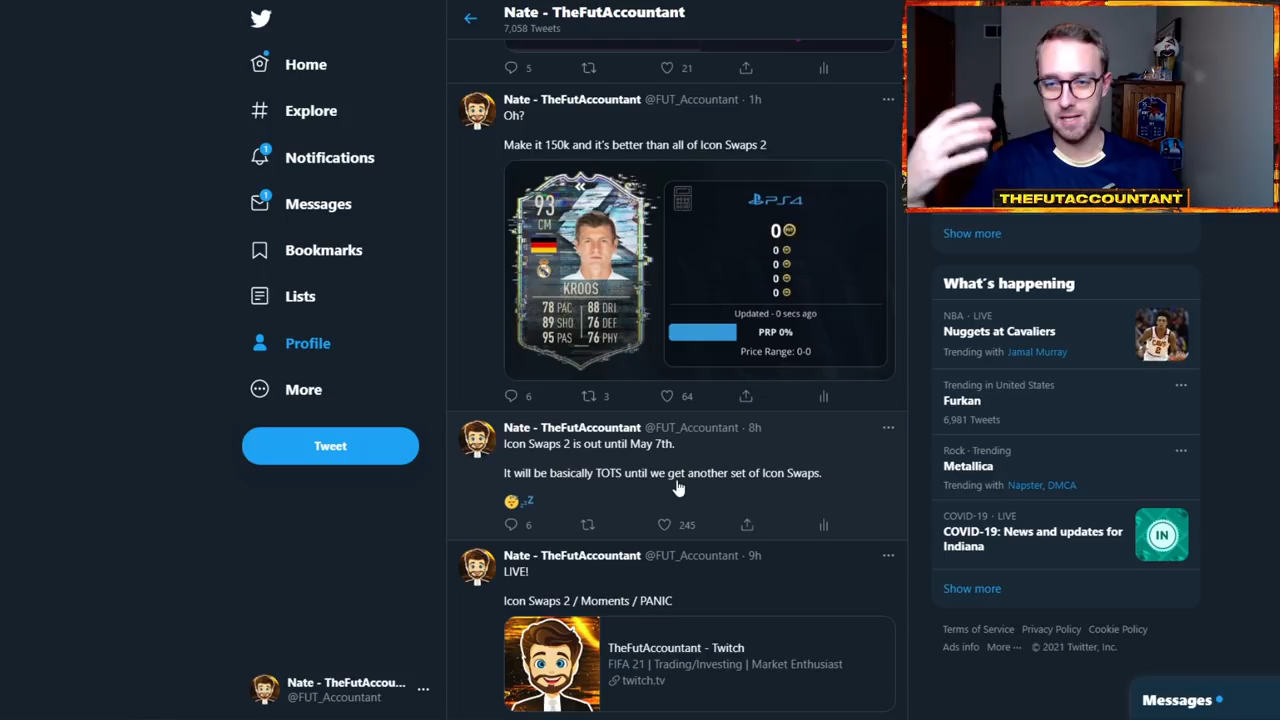 Home
Explore
1
Notifications
1
Messages
Bookmarks
Lists
Profile
More
Tweet
Nate - TheFutAccou...
@FUT_Accountant
Nate - TheFutAccountant
7,058 Tweets
5
21
Nate - TheFutAccountant @FUT_Accountant · 1h
Oh?
Make it 150k and it's better than all of Icon Swaps 2
93
CM
KROOS
78 PAC 88 DRI
89 SHO 76 DEF
95 PAS 76 PHY
PS4
0
0
0
0
0
Updated - 0 secs ago
PRP 0%
Price Range: 0-0
6
3
64
Nate - TheFutAccountant @FUT_Accountant · 8h
Icon Swaps 2 is out until May 7th.
It will be basically TOTS until we get another set of Icon Swaps.
6
245
Nate - TheFutAccountant @FUT_Accountant · 9h
LIVE!
Icon Swaps 2 / Moments / PANIC
TheFutAccountant - Twitch
FIFA 21 | Trading/Investing | Market Enthusiast
twitch.tv
THEFUTACCOUNTANT
Show more
What's happening
NBA · LIVE
Nuggets at Cavaliers
Trending with Jamal Murray
Trending in United States
Furkan
6,981 Tweets
Rock · Trending
Metallica
Trending with Napster, DMCA
COVID-19 · LIVE
COVID-19: News and updates for
Indiana
IN
Show more
Terms of Service Privacy Policy Cookie Policy
Ads info More ··· © 2021 Twitter, Inc.
Messages